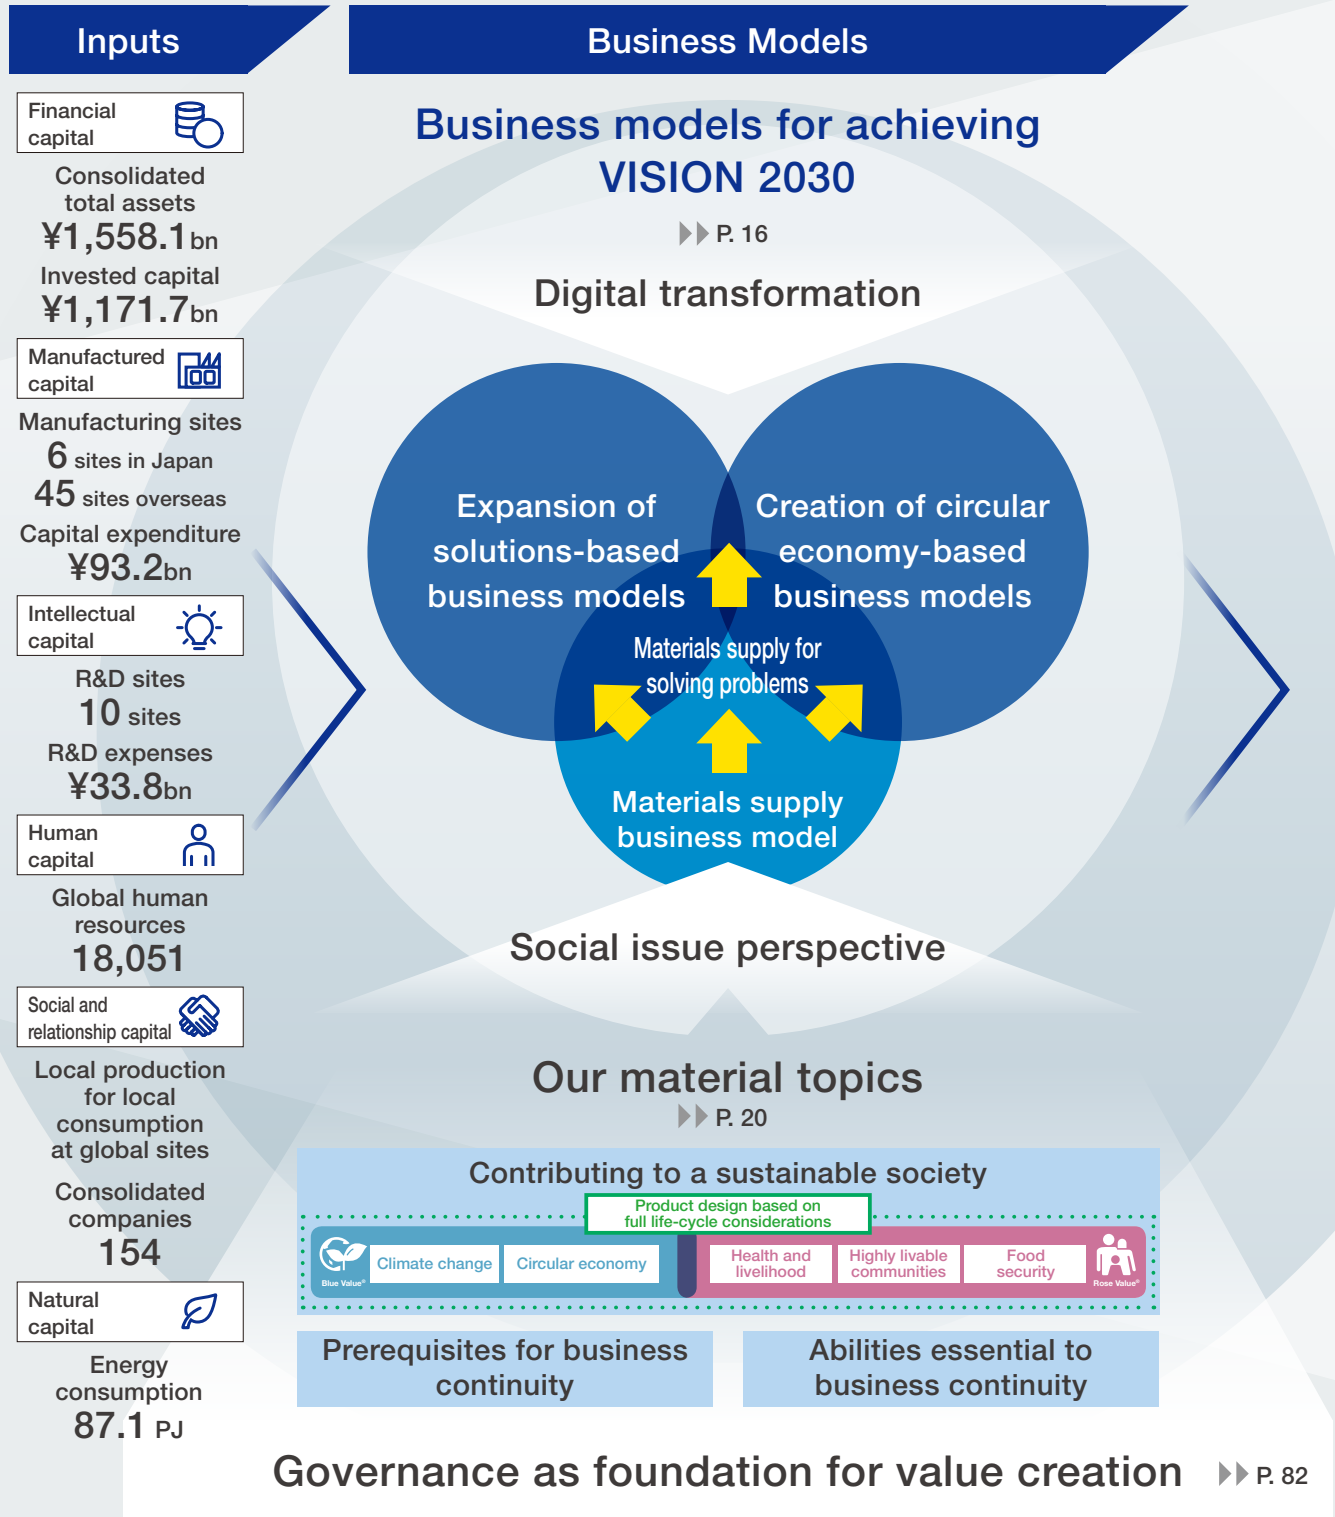 Inputs
Financial
capital
Consolidated
total assets
¥1,558.1bn
Invested capital
¥1,171.7bn
Manufactured
capital
Manufacturing sites
6 sites in Japan
45 sites overseas
Capital expenditure
¥93.2bn
Intellectual
capital
R&D sites
10 sites
R&D expenses
¥33.8bn
Human
capital
Global human
resources
18,051
Social and
relationship capital
Local production
for local
consumption
at global sites
Consolidated
companies
154
Natural
capital
Energy
consumption
87.1 PJ
Business Models
Business models for achieving
VISION 2030
P. 16
Digital transformation
Expansion of
solutions-based
business models
Creation of circular
economy-based
business models
Materials supply for
solving problems
Materials supply
business model
Social issue perspective
Our material topics
P. 20
Contributing to a sustainable society
Product design based on
full life-cycle considerations
Blue Value®
Climate change
Circular economy
Health and
livelihood
Highly livable
communities
Food
security
Rose Value®
Prerequisites for business
continuity
Abilities essential to
business continuity
Governance as foundation for value creation
P. 82